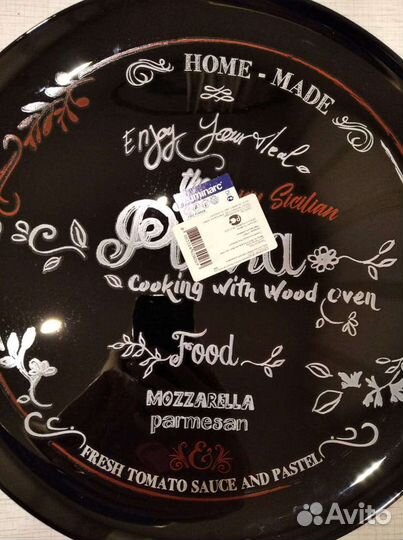 HOME - MADE
Enjoy Your Meal
the
Sicilian
Luminarc
Cooking with Wood oven
Food
MOZZARELLA
parmesan
&
FRESH TOMATO SAUCE AND PASTEL
Avito